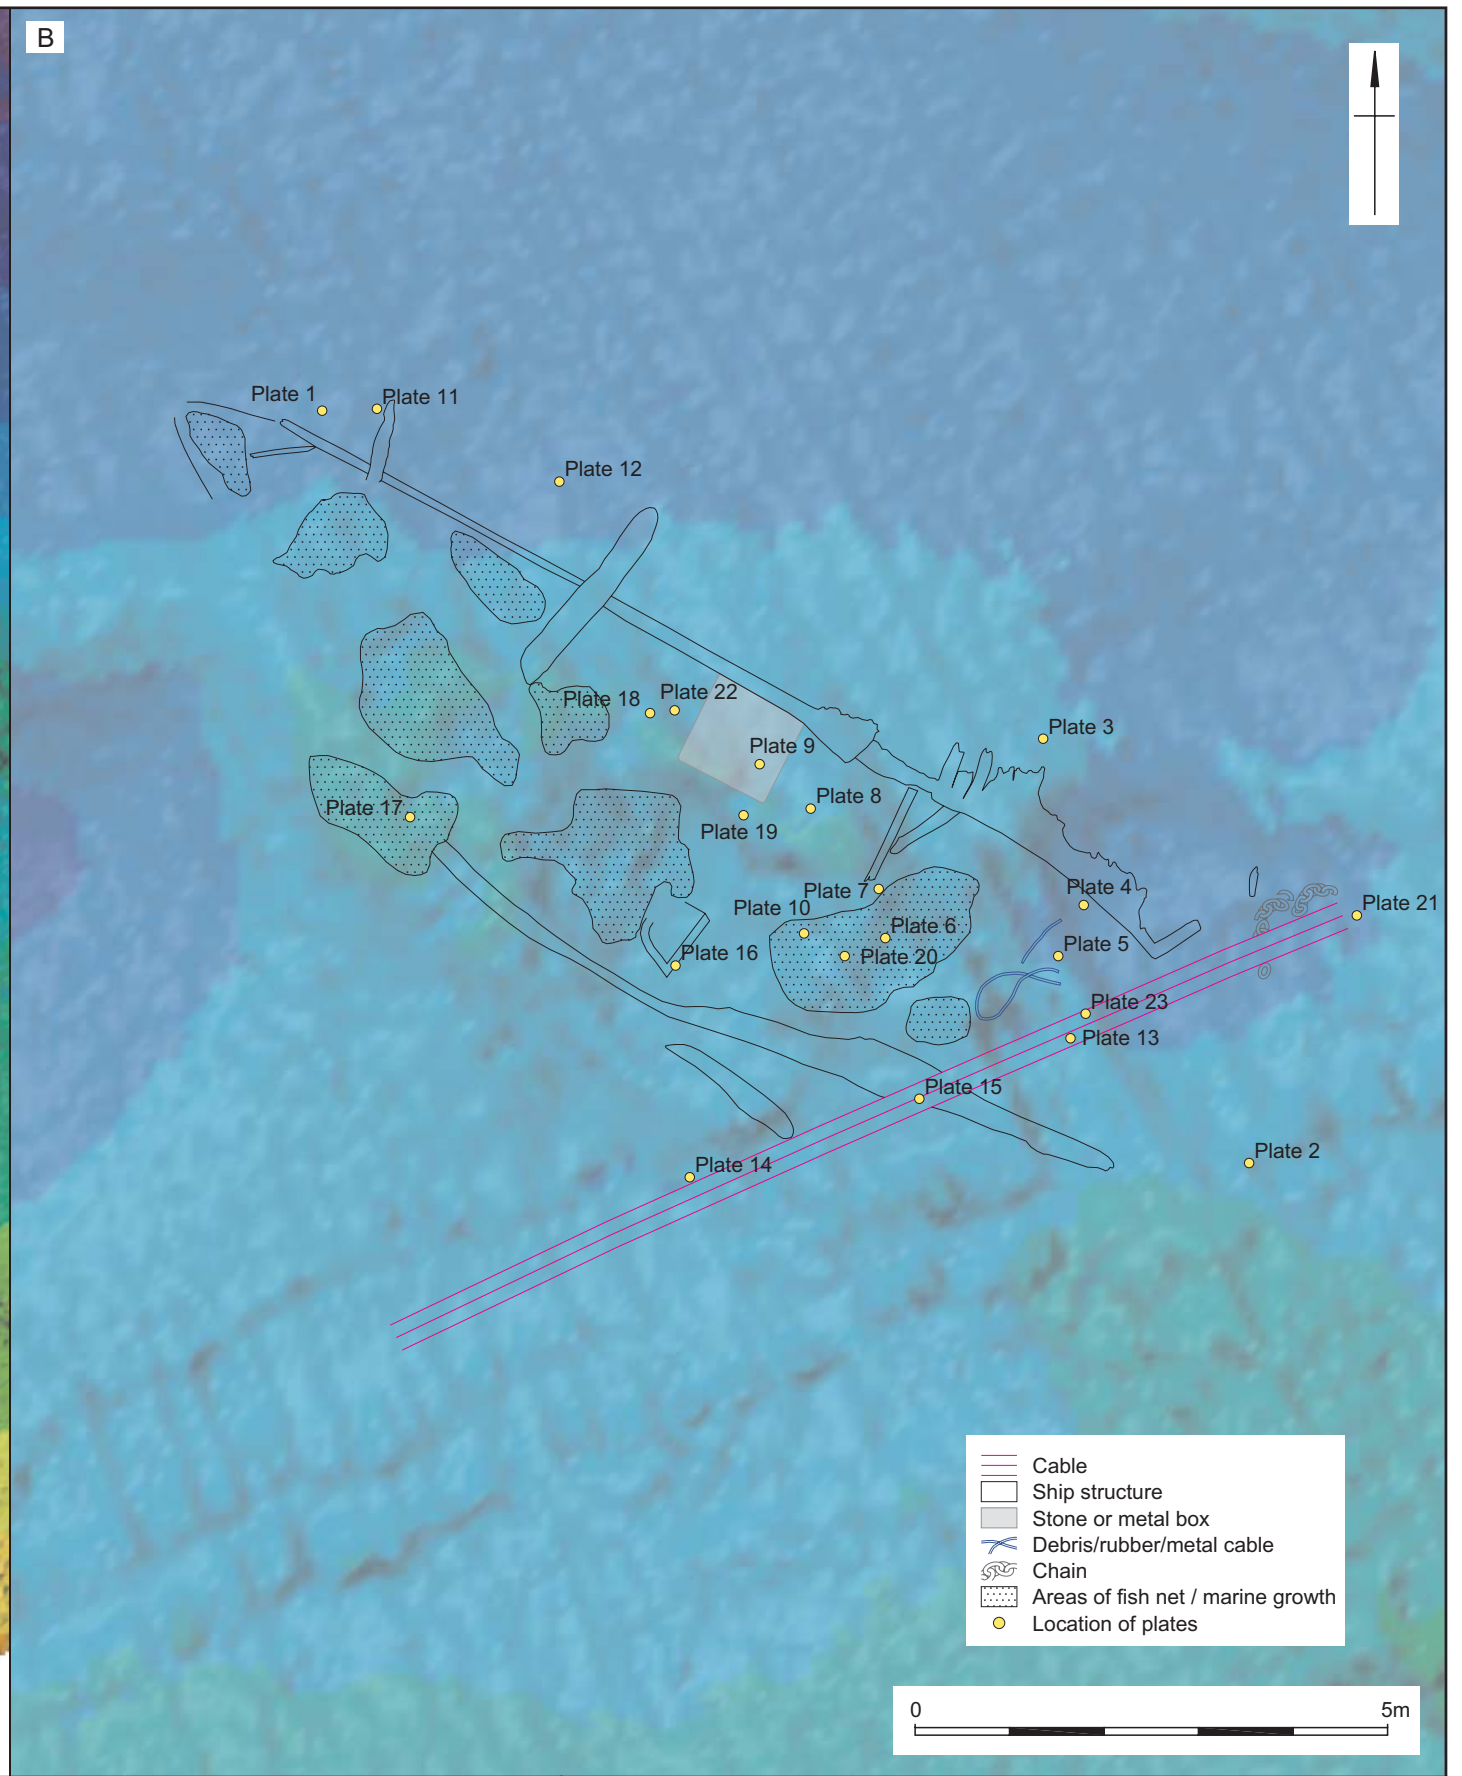 B
Plate 1
Plate 11
Plate 12
Plate 18
Plate 22
Plate 3
Plate 9
Plate 8
Plate 17
Plate 19
Plate 7
Plate 4
Plate 10
Plate 21
Plate 6
Plate 5
Plate 16
Plate 20
Plate 23
Plate 13
Plate 15
Plate 2
Plate 14
Cable
Ship structure
Stone or metal box
Debris/rubber/metal cable
Chain
Areas of fish net / marine growth
Location of plates
0 5m